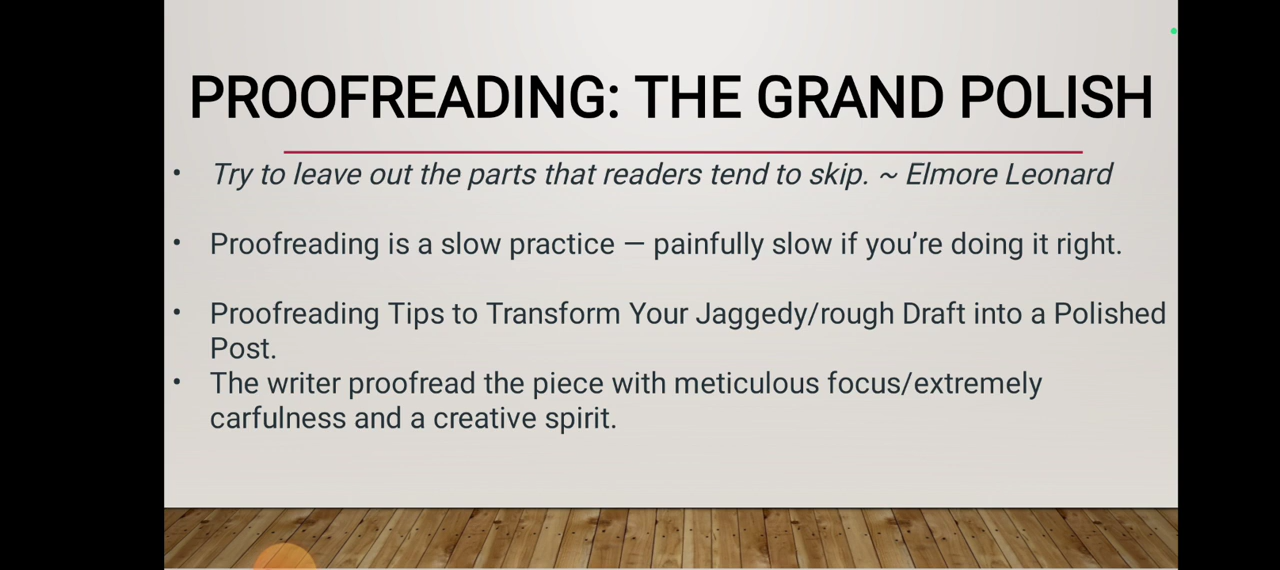 PROOFREADING: THE GRAND POLISH
• Try to leave out the parts that readers tend to skip. ~ Elmore Leonard
• Proofreading is a slow practice — painfully slow if you’re doing it right.
• Proofreading Tips to Transform Your Jaggedy/rough Draft into a Polished
Post.
• The writer proofread the piece with meticulous focus/extremely
carfulness and a creative spirit.